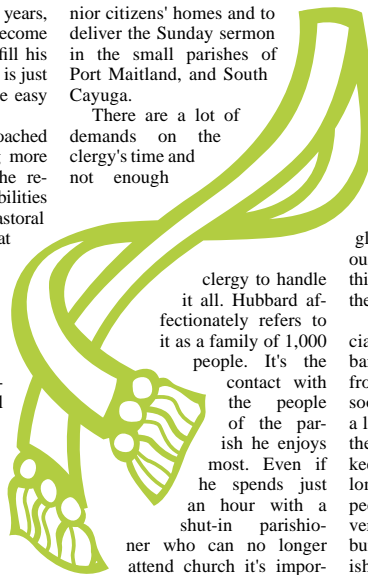 years,
ecome
fill his
is just
e easy
oached
more
he re-
bilities
astoral
at
nior citizens' homes and to
deliver the Sunday sermon
in the small parishes of
Port Maitland, and South
Cayuga.
There are a lot of
demands on the
clergy's time and
not enough
clergy to handle
it all. Hubbard af-
fectionately refers to
it as a family of 1,000
people. It's the
contact with
the people
of the par-
ish he enjoys
most. Even if
he spends just
an hour with a
shut-in parishio-
ner who can no longer
attend church it's impor-
gl
ou
thi
the
cia
bar
fro
soc
a l
the
kee
lon
pec
ver
bu
ish